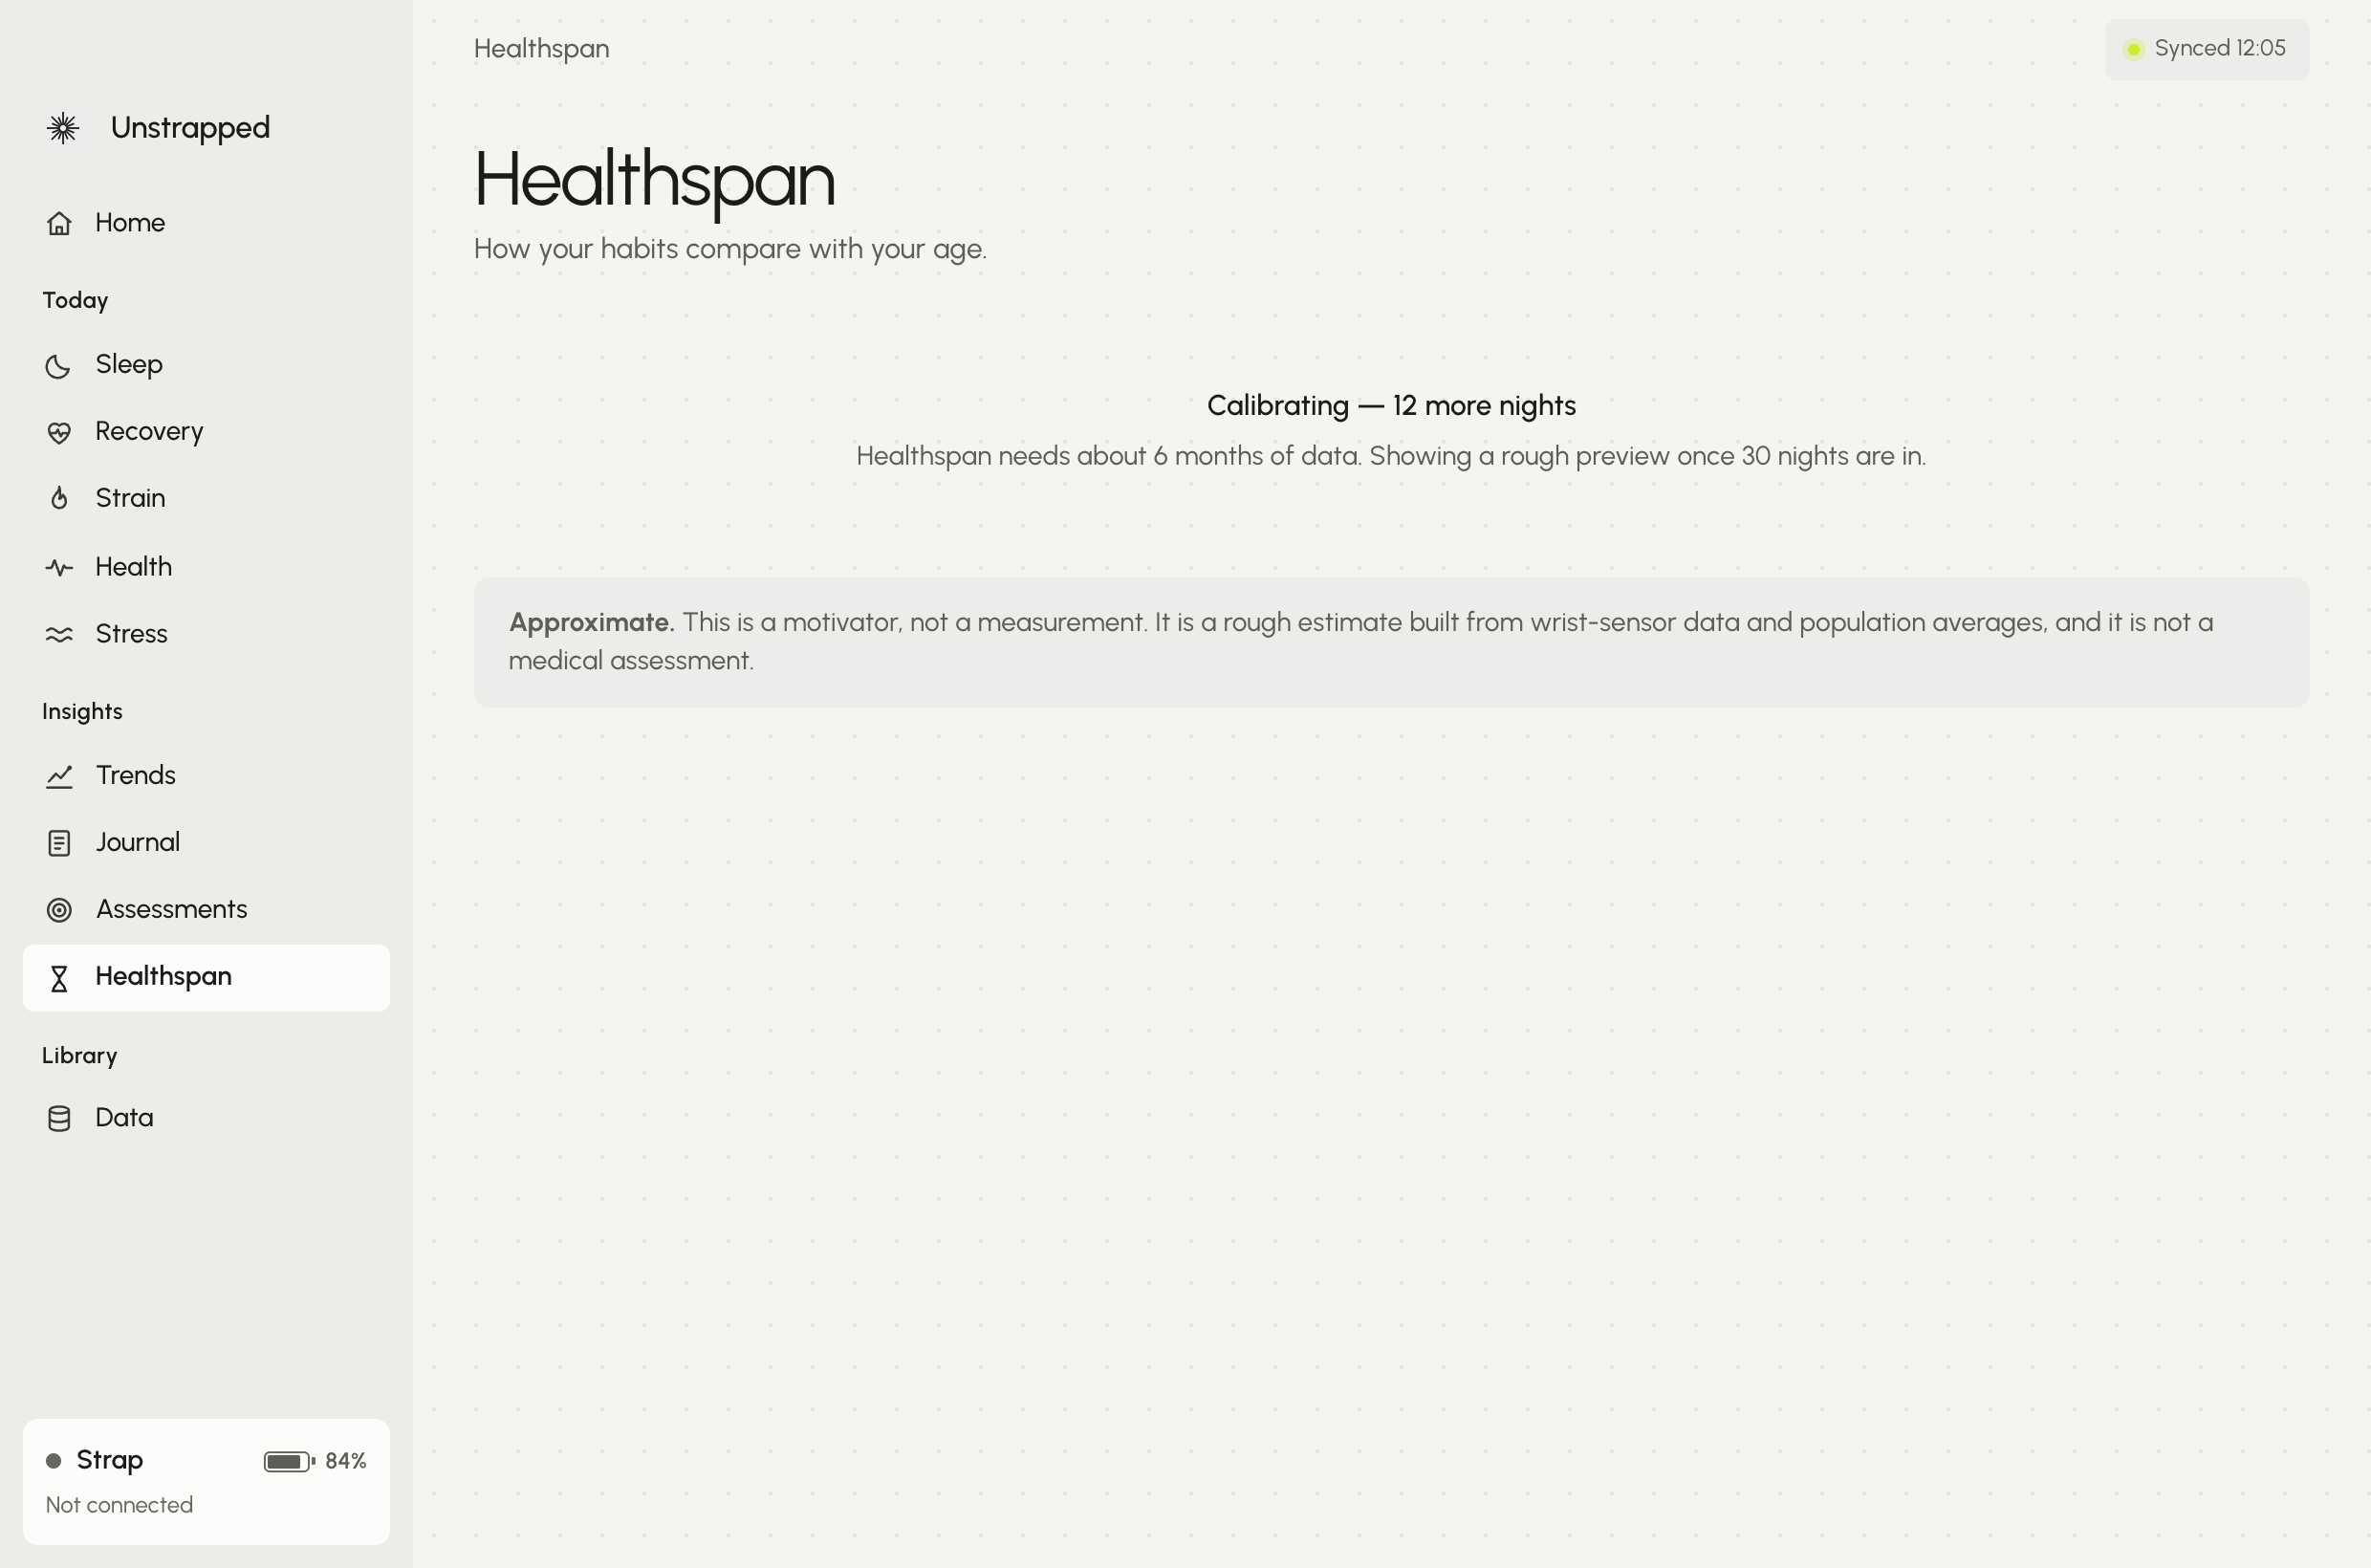 Unstrapped
Home
Today
Sleep
Recovery
Strain
Health
Stress
Insights
Trends
Journal
Assessments
Healthspan
Library
Data
Strap
84%
Not connected
Healthspan
Synced 12:05
Healthspan
How your habits compare with your age.
Calibrating — 12 more nights
Healthspan needs about 6 months of data. Showing a rough preview once 30 nights are in.
Approximate. This is a motivator, not a measurement. It is a rough estimate built from wrist-sensor data and population averages, and it is not a
medical assessment.